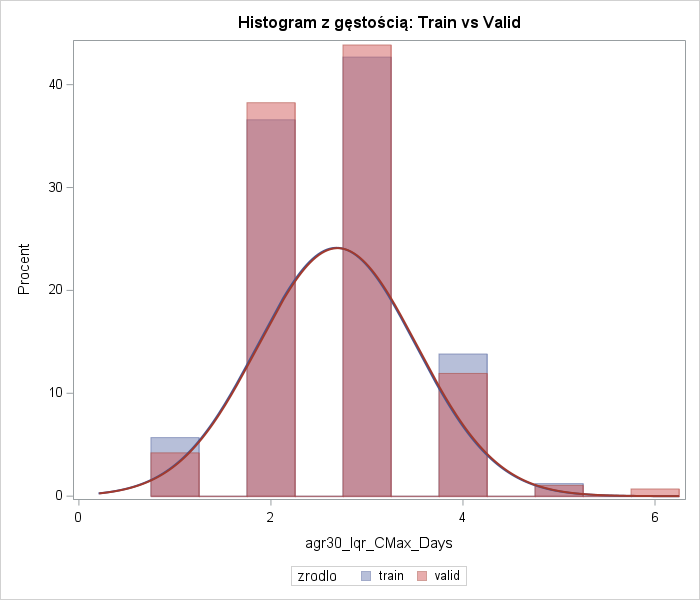 Histogram z gęstością: Train vs Valid
40
30
20
10
0
Procent
0 2 4 6
agr30_Iqr_CMax_Days
zrodlo train valid